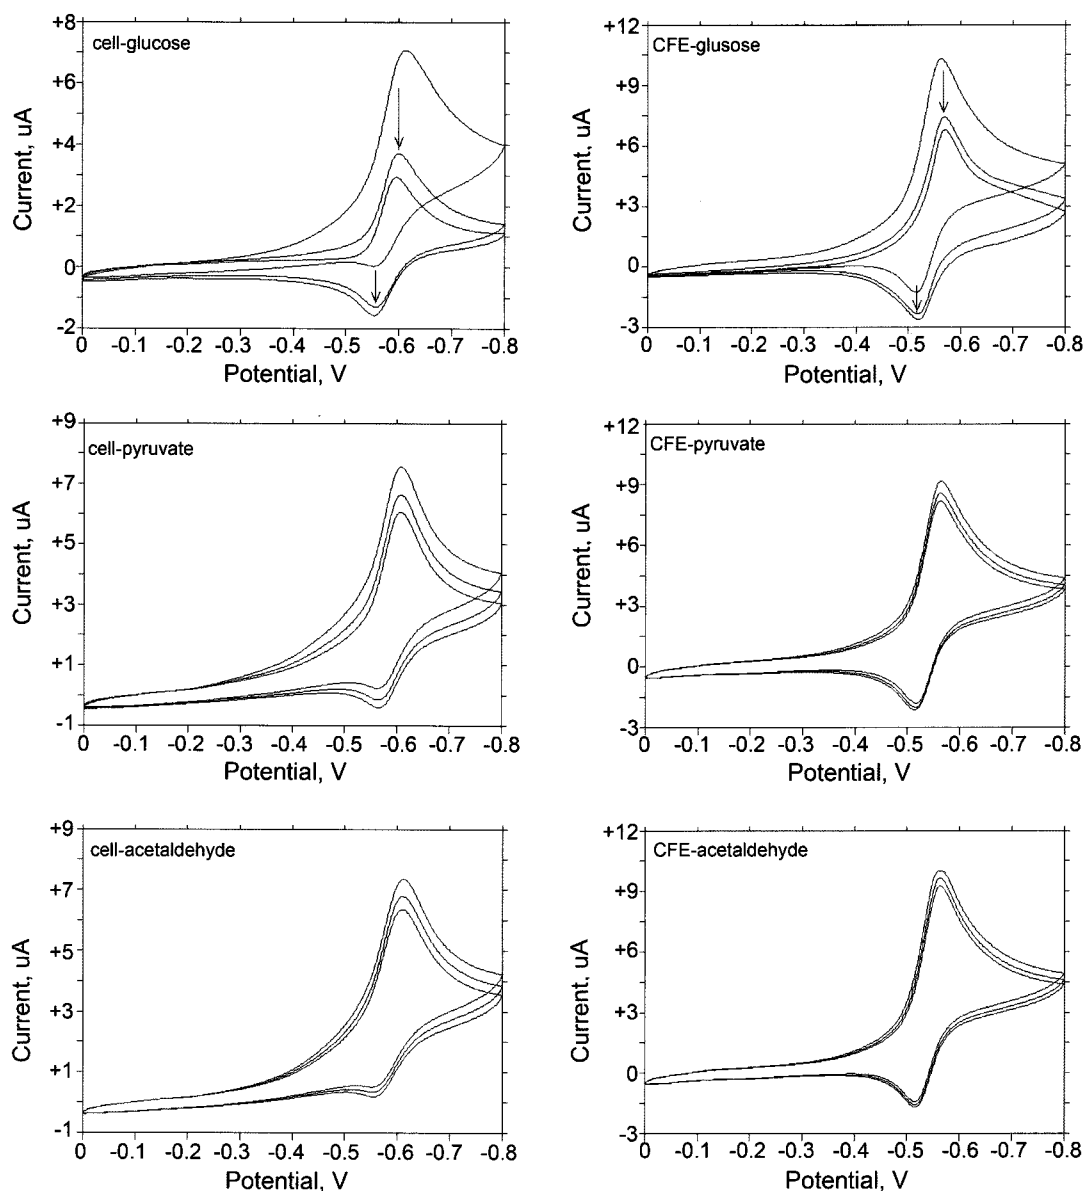 cell-glucose
Current, uA
+8
+6
+4
+2
0
-2
0 -0.1 -0.2 -0.3 -0.4 -0.5 -0.6 -0.7 -0.8
Potential, V
CFE-glusose
Current, uA
+12
+9
+6
+3
0
-3
0 -0.1 -0.2 -0.3 -0.4 -0.5 -0.6 -0.7 -0.8
Potential, V
cell-pyruvate
Current, uA
+9
+7
+5
+3
+1
-1
0 -0.1 -0.2 -0.3 -0.4 -0.5 -0.6 -0.7 -0.8
Potential, V
CFE-pyruvate
Current, uA
+12
+9
+6
+3
0
-3
0 -0.1 -0.2 -0.3 -0.4 -0.5 -0.6 -0.7 -0.8
Potential, V
cell-acetaldehyde
Current, uA
+9
+7
+5
+3
+1
-1
0 -0.1 -0.2 -0.3 -0.4 -0.5 -0.6 -0.7 -0.8
Potential, V
CFE-acetaldehyde
Current, uA
+12
+9
+6
+3
0
-3
0 -0.1 -0.2 -0.3 -0.4 -0.5 -0.6 -0.7 -0.8
Potential, V